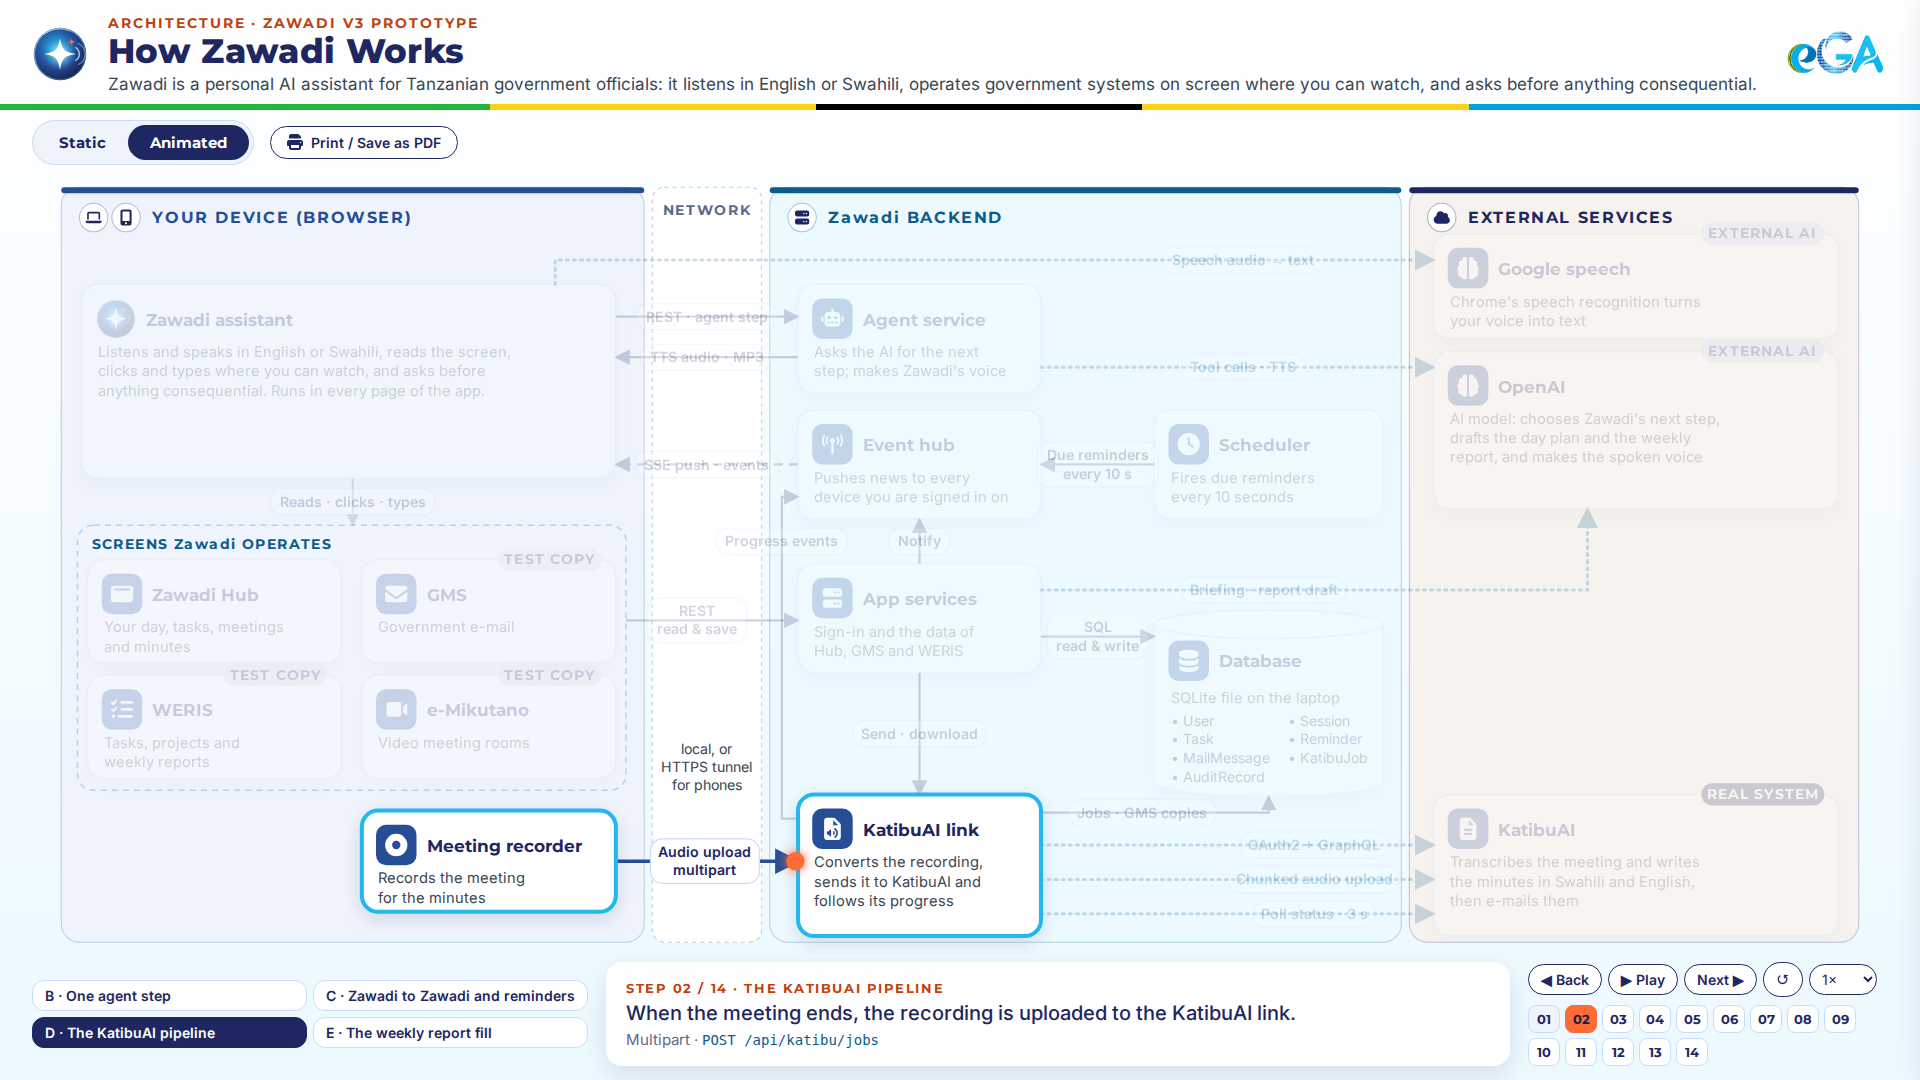 ARCHITECTURE · ZAWADI V3 PROTOTYPE
How Zawadi Works
Zawadi is a personal AI assistant for Tanzanian government officials: it listens in English or Swahili, operates government systems on screen where you can watch, and asks before anything consequential.
eGA
Static
Animated
Print / Save as PDF
YOUR DEVICE (BROWSER)
NETWORK
Zawadi BACKEND
EXTERNAL SERVICES
Zawadi assistant
Listens and speaks in English or Swahili, reads the screen,
clicks and types where you can watch, and asks before
anything consequential. Runs in every page of the app.
Reads · clicks · types
SCREENS Zawadi OPERATES
Zawadi Hub
Your day, tasks, meetings
and minutes
TEST COPY
GMS
Government e-mail
TEST COPY
WERIS
Tasks, projects and
weekly reports
TEST COPY
e-Mikutano
Video meeting rooms
Meeting recorder
Records the meeting
for the minutes
REST · agent step
TTS audio · MP3
SSE push · events
Progress events
REST
read & save
local, or
HTTPS tunnel
for phones
Audio upload
multipart
Speech audio → text
Agent service
Asks the AI for the next
step; makes Zawadi's voice
Tool calls · TTS
Event hub
Pushes news to every
device you are signed in on
Due reminders
every 10 s
Scheduler
Fires due reminders
every 10 seconds
Notify
App services
Sign-in and the data of
Hub, GMS and WERIS
Briefing · report draft
SQL
read & write
Database
SQLite file on the laptop
• User
• Session
• Task
• Reminder
• MailMessage
• KatibuJob
• AuditRecord
Send · download
KatibuAI link
Converts the recording,
sends it to KatibuAI and
follows its progress
Jobs · GMS copies
OAuth2 + GraphQL
Chunked audio upload
Poll status · 3 s
EXTERNAL AI
Google speech
Chrome's speech recognition turns
your voice into text
EXTERNAL AI
OpenAI
AI model: chooses Zawadi's next step,
drafts the day plan and the weekly
report, and makes the spoken voice
REAL SYSTEM
KatibuAI
Transcribes the meeting and writes
the minutes in Swahili and English,
then e-mails them
B · One agent step
C · Zawadi to Zawadi and reminders
D · The KatibuAI pipeline
E · The weekly report fill
STEP 02 / 14 · THE KATIBUAI PIPELINE
When the meeting ends, the recording is uploaded to the KatibuAI link.
Multipart · POST /api/katibu/jobs
◀ Back
▶ Play
Next ▶
↺
1×
01 02 03 04 05 06 07 08 09
10 11 12 13 14